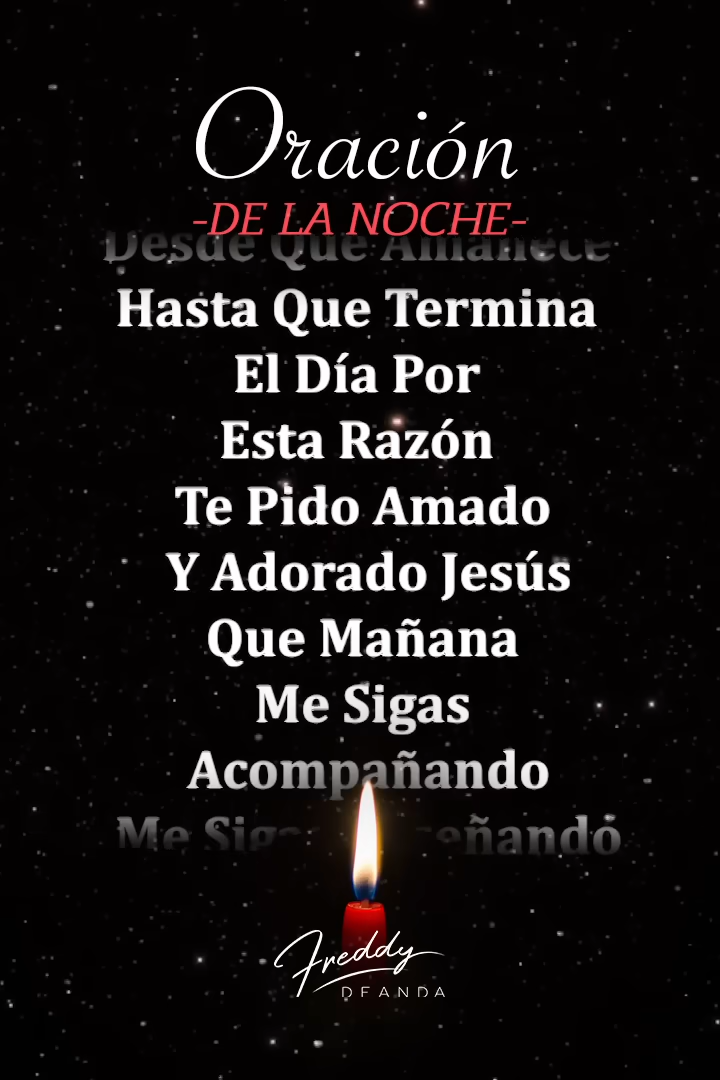 Oración
-DE LA NOCHE-
Desde Que Amanece
Hasta Que Termina
El Día Por
Esta Razón
Te Pido Amado
Y Adorado Jesús
Que Mañana
Me Sigas
Acompañando
Me
Freddy
DEANDA